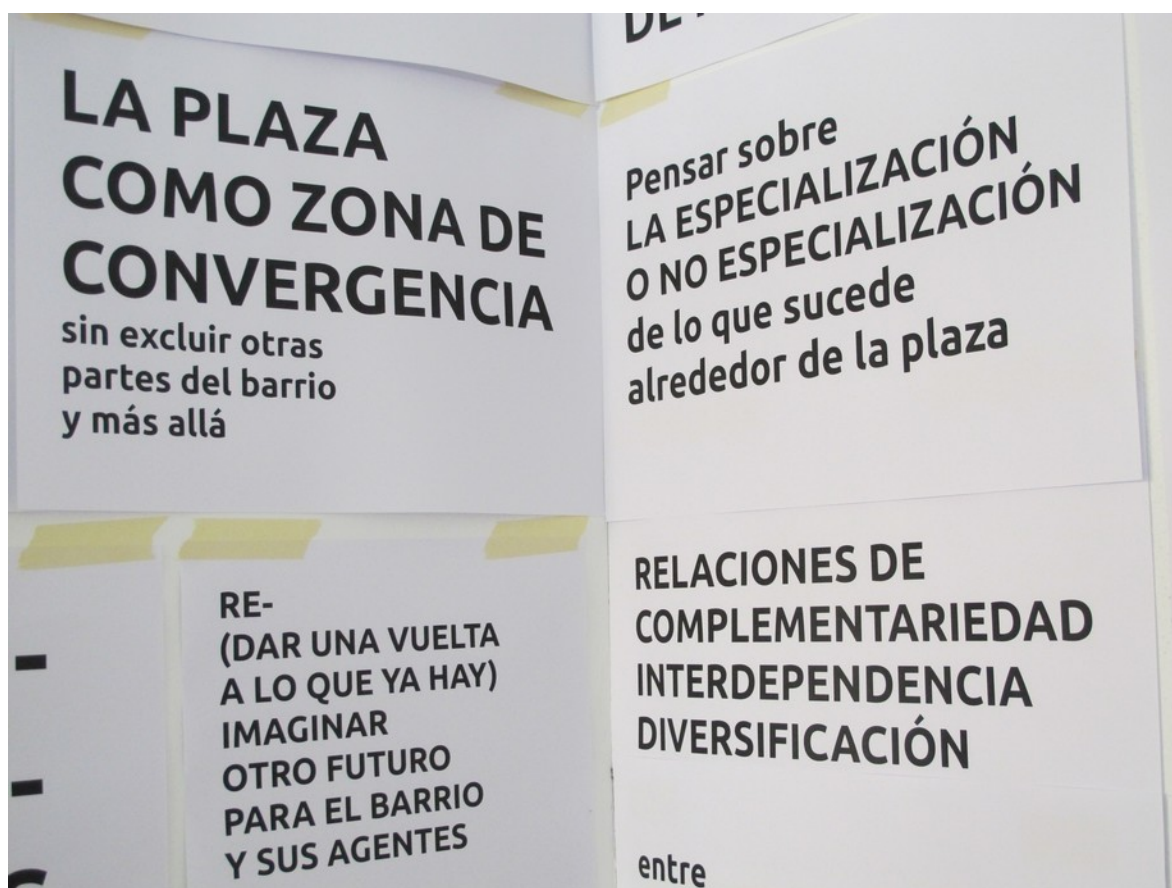 LA PLAZA
COMO ZONA DE
CONVERGENCIA
sin excluir otras
partes del barrio
y más allá
Pensar sobre
LA ESPECIALIZACIÓN
O NO ESPECIALIZACIÓN
de lo que sucede
alrededor de la plaza
RE-
(DAR UNA VUELTA
A LO QUE YA HAY)
IMAGINAR
OTRO FUTURO
PARA EL BARRIO
Y SUS AGENTES
RELACIONES DE
COMPLEMENTARIEDAD
INTERDEPENDENCIA
DIVERSIFICACIÓN
entre